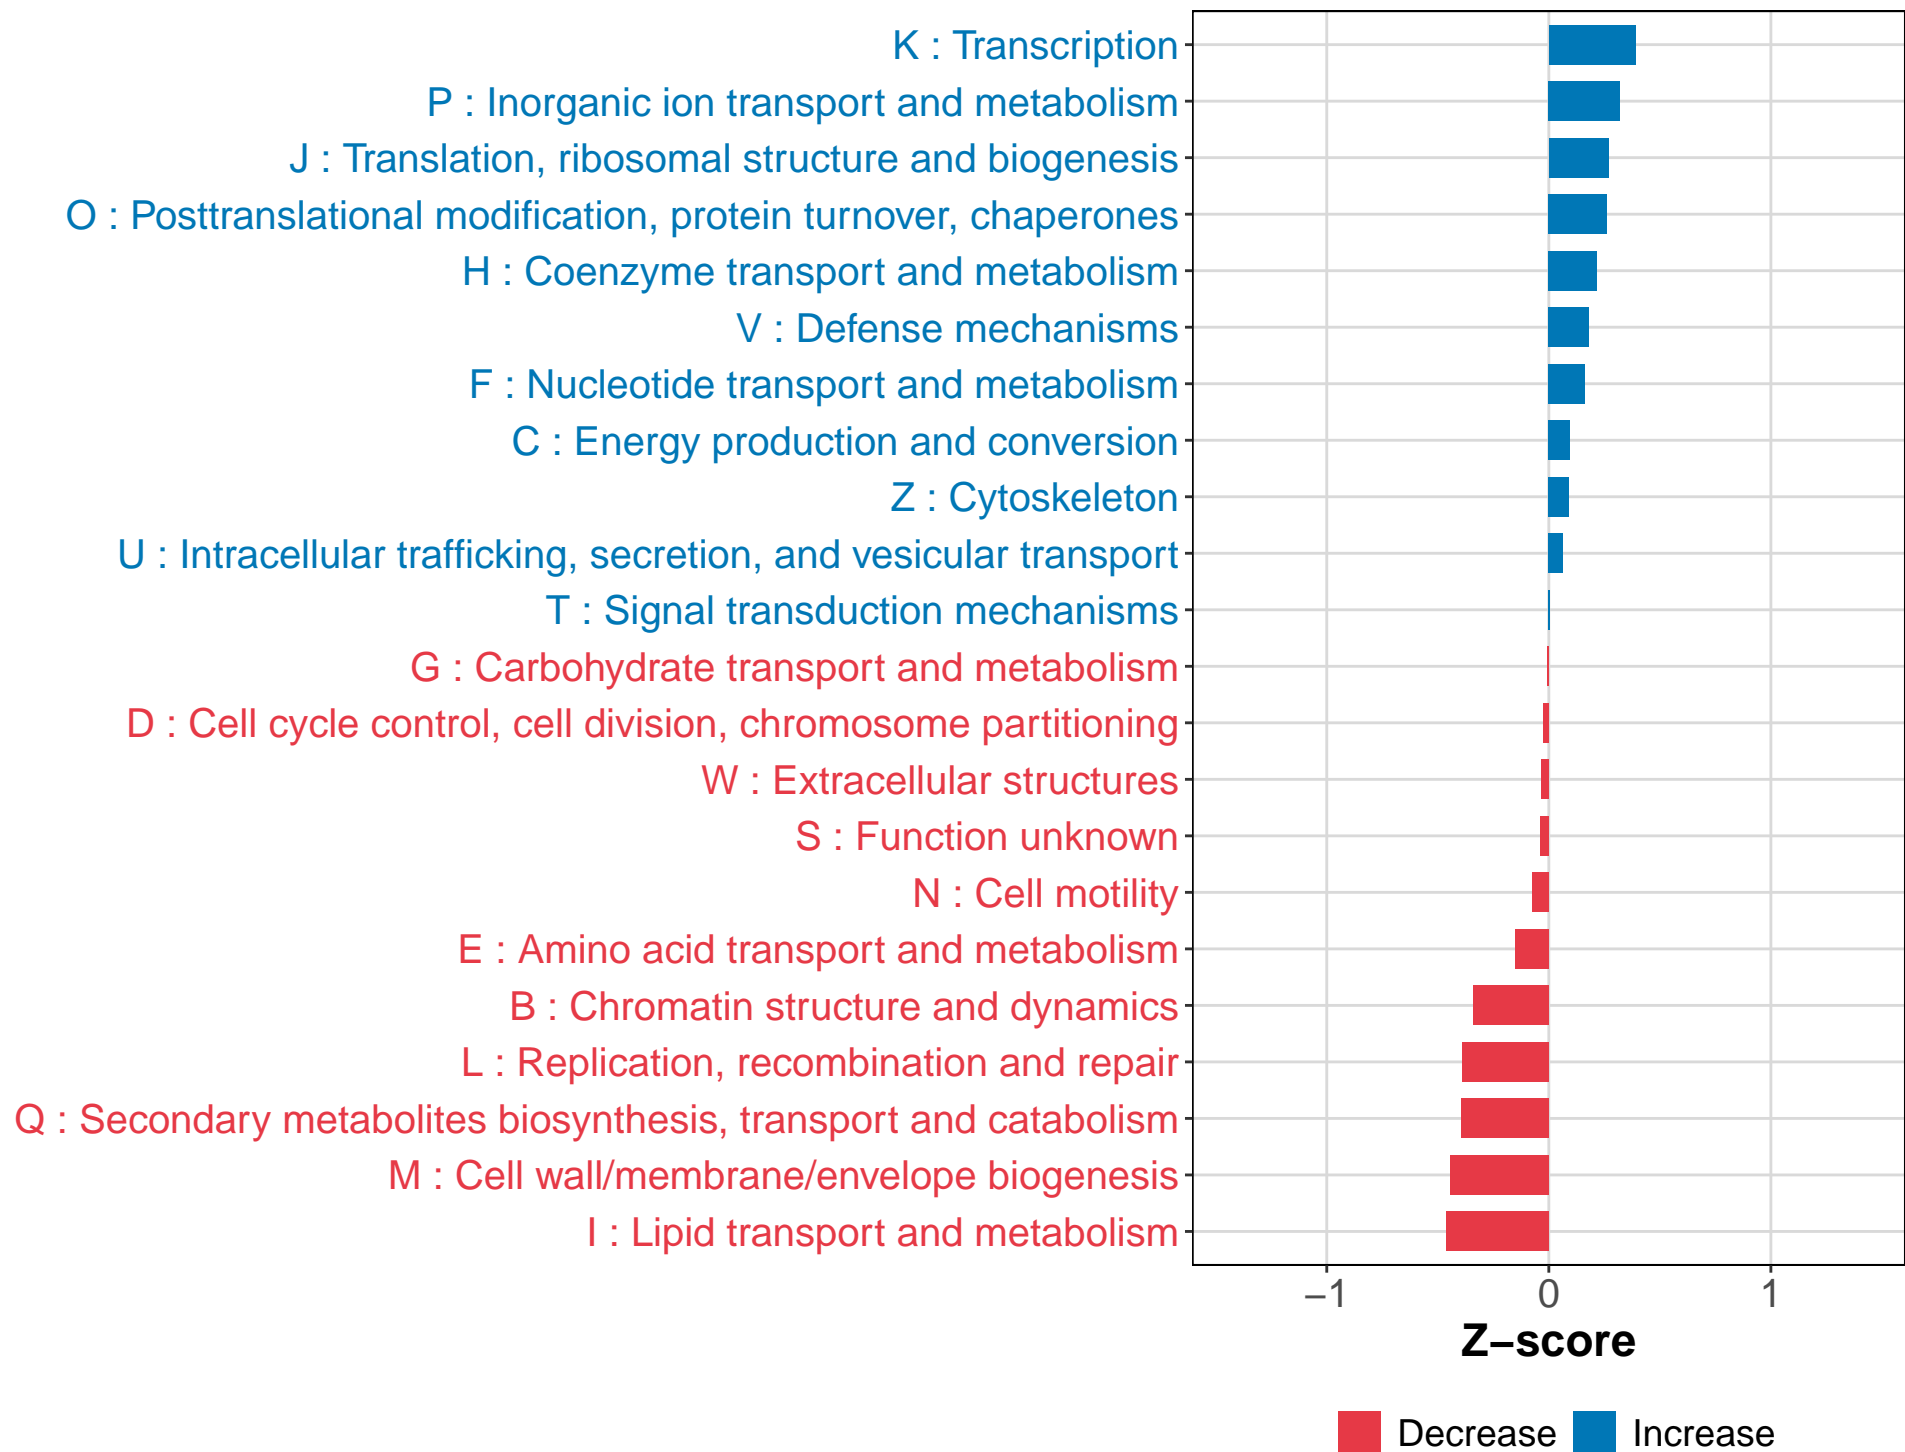 K : Transcription
P : Inorganic ion transport and metabolism
J : Translation, ribosomal structure and biogenesis
O : Posttranslational modification, protein turnover, chaperones
H : Coenzyme transport and metabolism
V : Defense mechanisms
F : Nucleotide transport and metabolism
C : Energy production and conversion
Z : Cytoskeleton
U : Intracellular trafficking, secretion, and vesicular transport
T : Signal transduction mechanisms
G : Carbohydrate transport and metabolism
D : Cell cycle control, cell division, chromosome partitioning
W : Extracellular structures
S : Function unknown
N : Cell motility
E : Amino acid transport and metabolism
B : Chromatin structure and dynamics
L : Replication, recombination and repair
Q : Secondary metabolites biosynthesis, transport and catabolism
M : Cell wall/membrane/envelope biogenesis
I : Lipid transport and metabolism
−1 0 1
Z−score
Decrease Increase